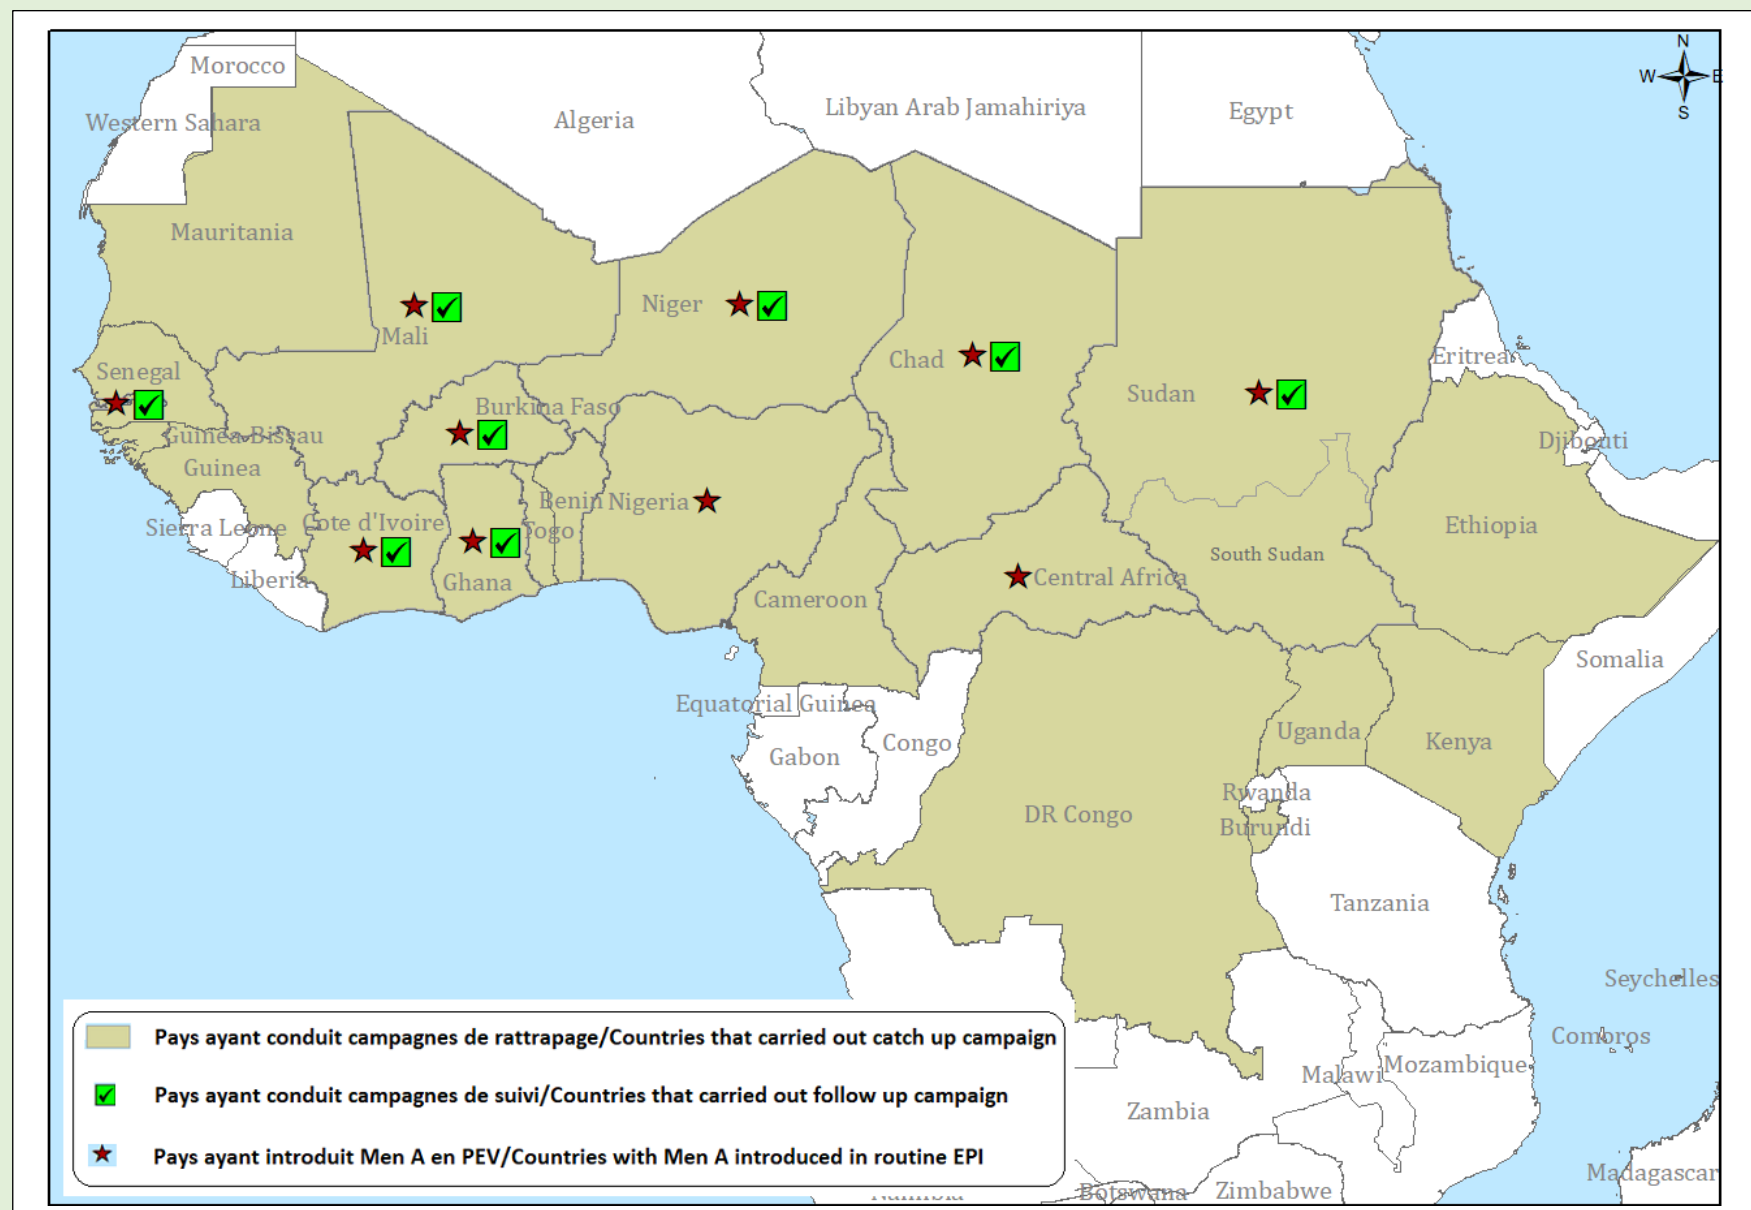 N
W E
S
Morocco
Western Sahara
Algeria
Libyan Arab Jamahiriya
Egypt
Mauritania
Mali
Niger
Chad
Sudan
Eritrea
Senegal
Burkina Faso
Djibouti
Guinea-Bissau
Guinea
Benin
Nigeria
Sierra Leone
Cote d'Ivoire
Togo
Ethiopia
South Sudan
Liberia
Ghana
Central Africa
Cameroon
Somalia
Equatorial Guinea
Uganda
Kenya
Gabon
Congo
Rwanda
DR Congo
Burundi
Tanzania
Seychelles
Comoros
Malawi
Mozambique
Zambia
Madagascar
Namibia
Botswana
Zimbabwe
Pays ayant conduit campagnes de rattrapage/Countries that carried out catch up campaign
Pays ayant conduit campagnes de suivi/Countries that carried out follow up campaign
Pays ayant introduit Men A en PEV/Countries with Men A introduced in routine EPI